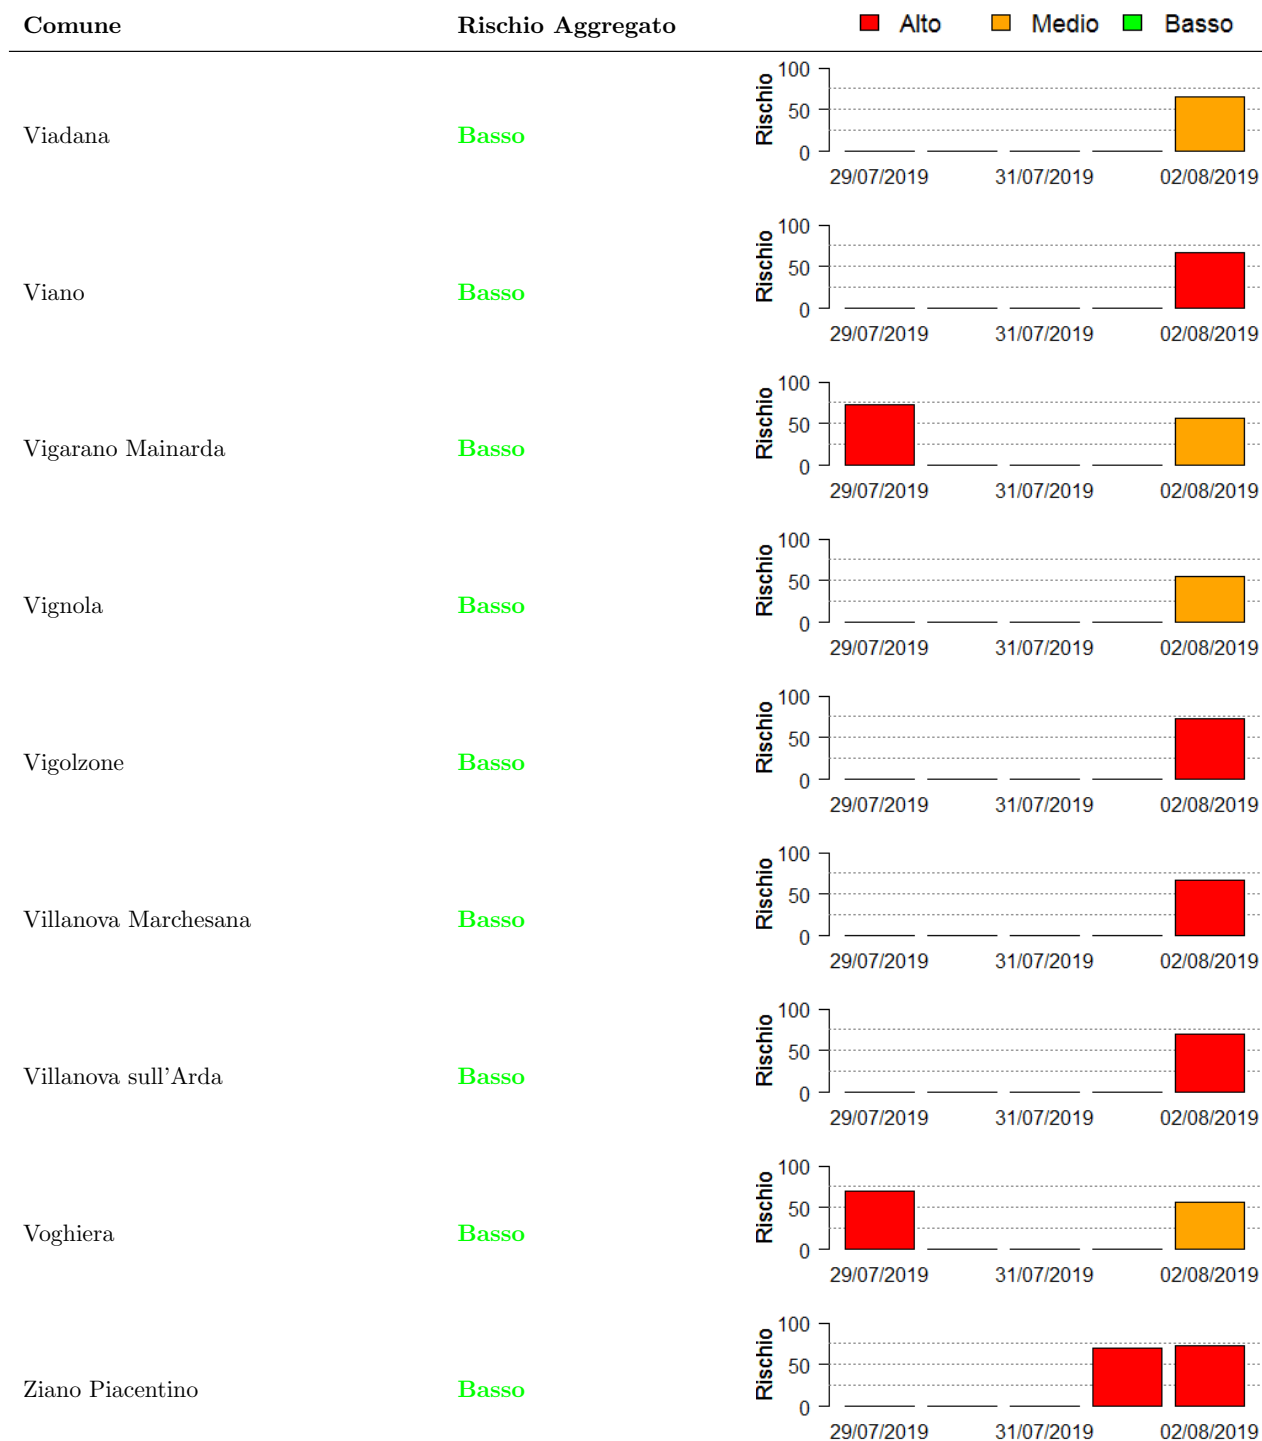 Comune Rischio Aggregato Alto Medio Basso
Viadana Basso
Rischio
100
50
0
29/07/2019 31/07/2019 02/08/2019
Viano Basso
Rischio
100
50
0
29/07/2019 31/07/2019 02/08/2019
Vigarano Mainarda Basso
Rischio
100
50
0
29/07/2019 31/07/2019 02/08/2019
Vignola Basso
Rischio
100
50
0
29/07/2019 31/07/2019 02/08/2019
Vigolzone Basso
Rischio
100
50
0
29/07/2019 31/07/2019 02/08/2019
Villanova Marchesana Basso
Rischio
100
50
0
29/07/2019 31/07/2019 02/08/2019
Villanova sull'Arda Basso
Rischio
100
50
0
29/07/2019 31/07/2019 02/08/2019
Voghiera Basso
Rischio
100
50
0
29/07/2019 31/07/2019 02/08/2019
Ziano Piacentino Basso
Rischio
100
50
0
29/07/2019 31/07/2019 02/08/2019